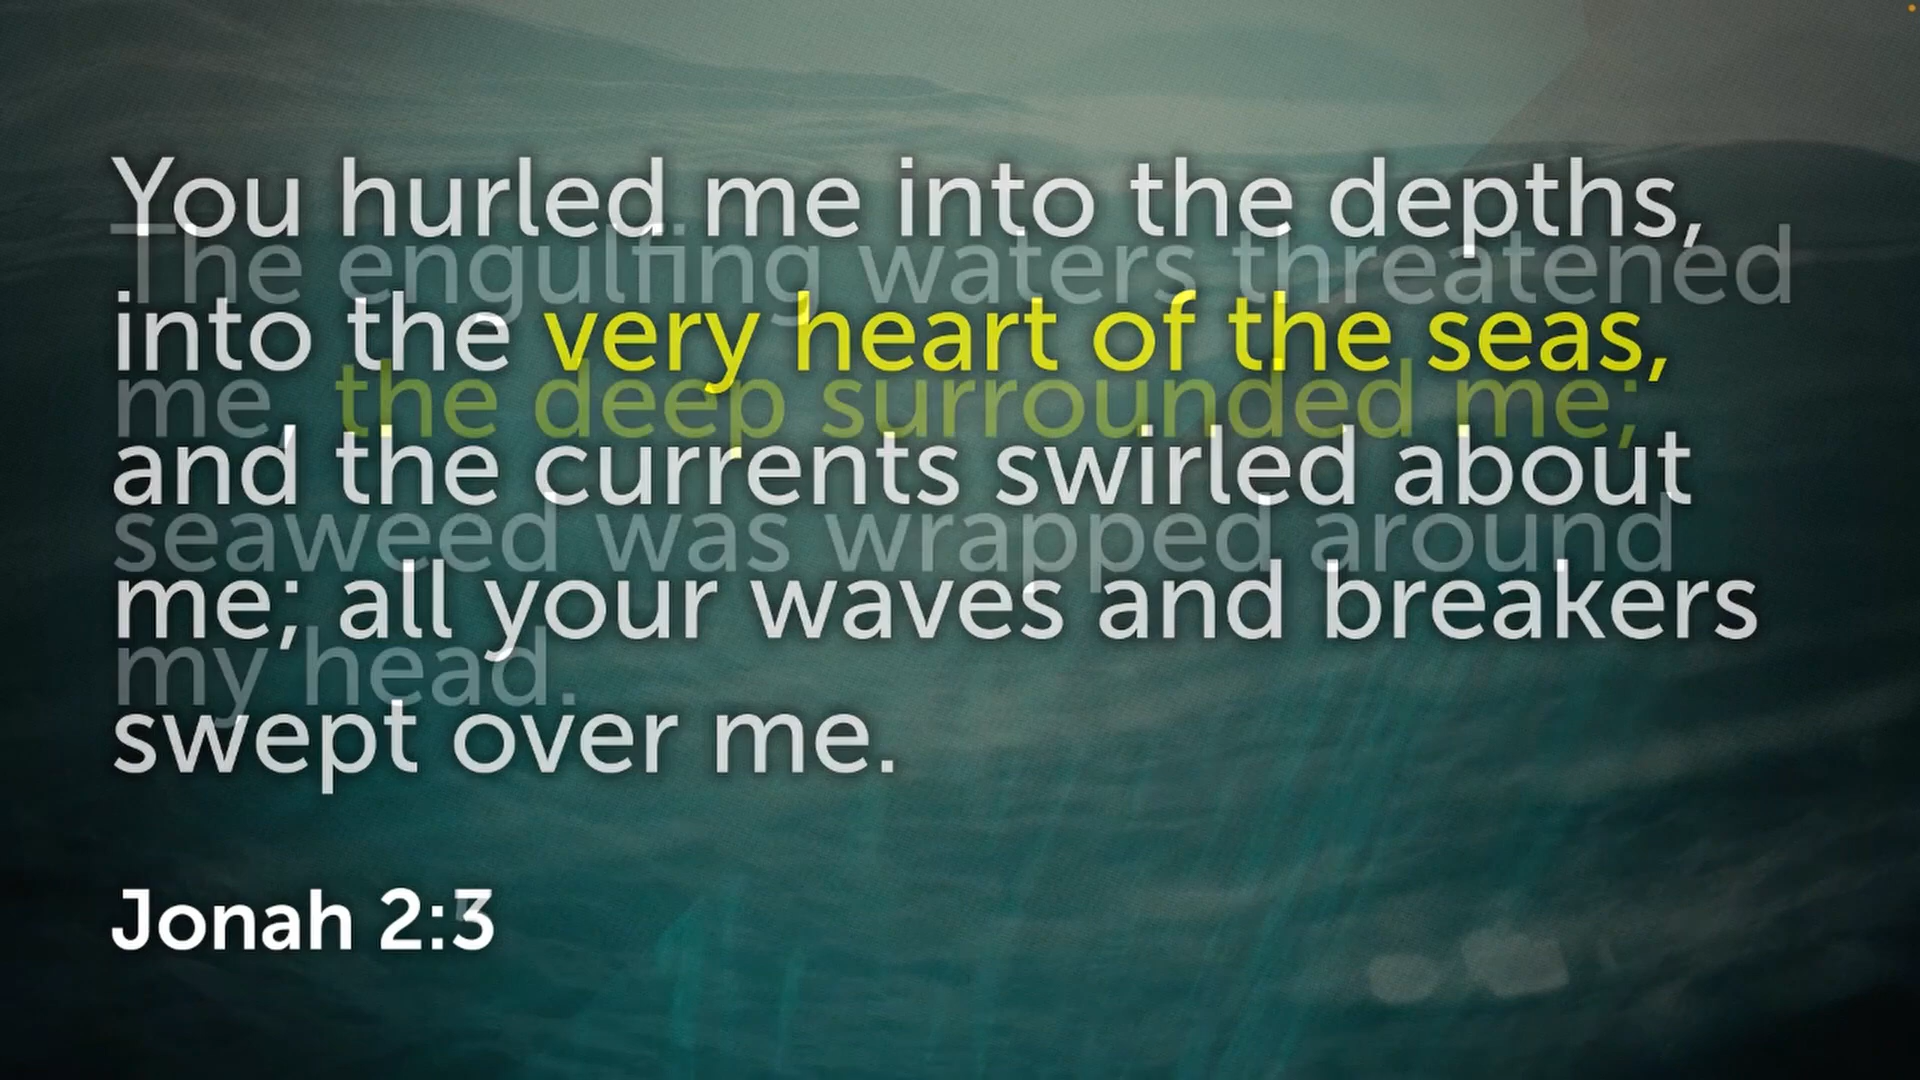 You hurled me into the depths,
The engulfing waters threatened
into the very heart of the seas,
me, the deep surrounded me;
and the currents swirled about
seaweed was wrapped around
me; all your waves and breakers
my head.
swept over me.
Jonah 2:3